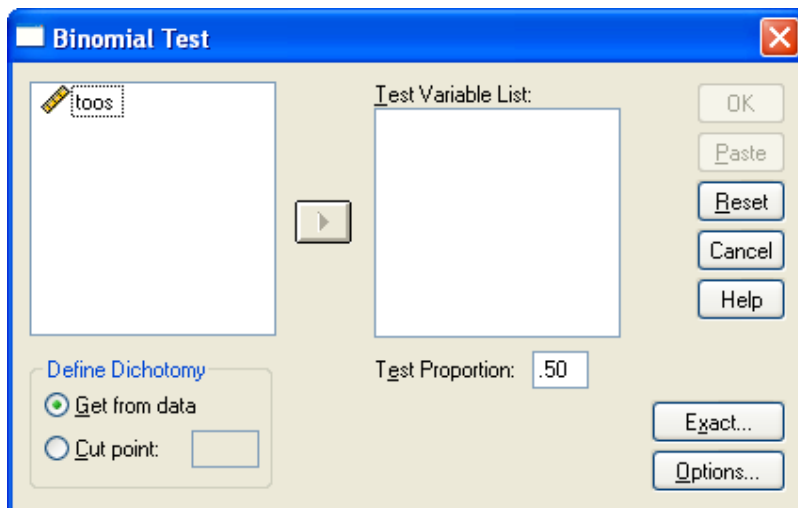 Binomial Test
toos
Test Variable List:
OK
Paste
Reset
Cancel
Help
Define Dichotomy
Get from data
Cut point:
Test Proportion: .50
Exact...
Options...